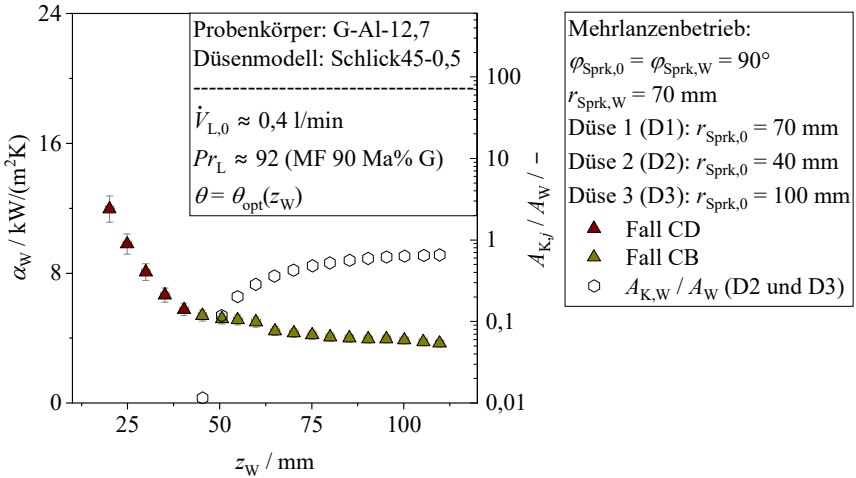 Probenkörper: G-Al-12,7
Düsenmodell: Schlick45-0,5
V̇L,0 ≈ 0,4 l/min
PrL ≈ 92 (MF 90 Ma% G)
θ = θopt(zW)
24
16
8
0
αW / kW/(m²K)
25
50
75
100
zW / mm
100
10
1
0,1
0,01
AK,j / AW / −
Mehrlanzenbetrieb:
φSprk,0 = φSprk,W = 90°
rSprk,W = 70 mm
Düse 1 (D1): rSprk,0 = 70 mm
Düse 2 (D2): rSprk,0 = 40 mm
Düse 3 (D3): rSprk,0 = 100 mm
Fall CD
Fall CB
AK,W / AW (D2 und D3)